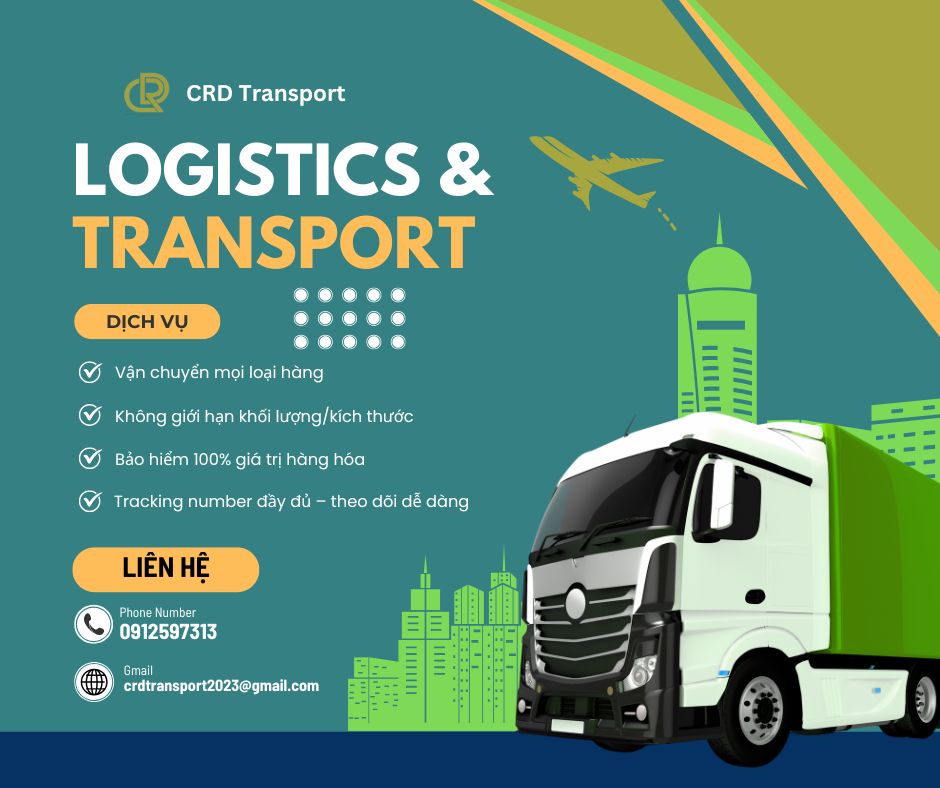 CRD Transport
LOGISTICS &
TRANSPORT
DỊCH VỤ
Vận chuyển mọi loại hàng
Không giới hạn khối lượng/kích thước
Bảo hiểm 100% giá trị hàng hóa
Tracking number đầy đủ – theo dõi dễ dàng
LIÊN HỆ
Phone Number
0912597313
Gmail
crdtransport2023@gmail.com